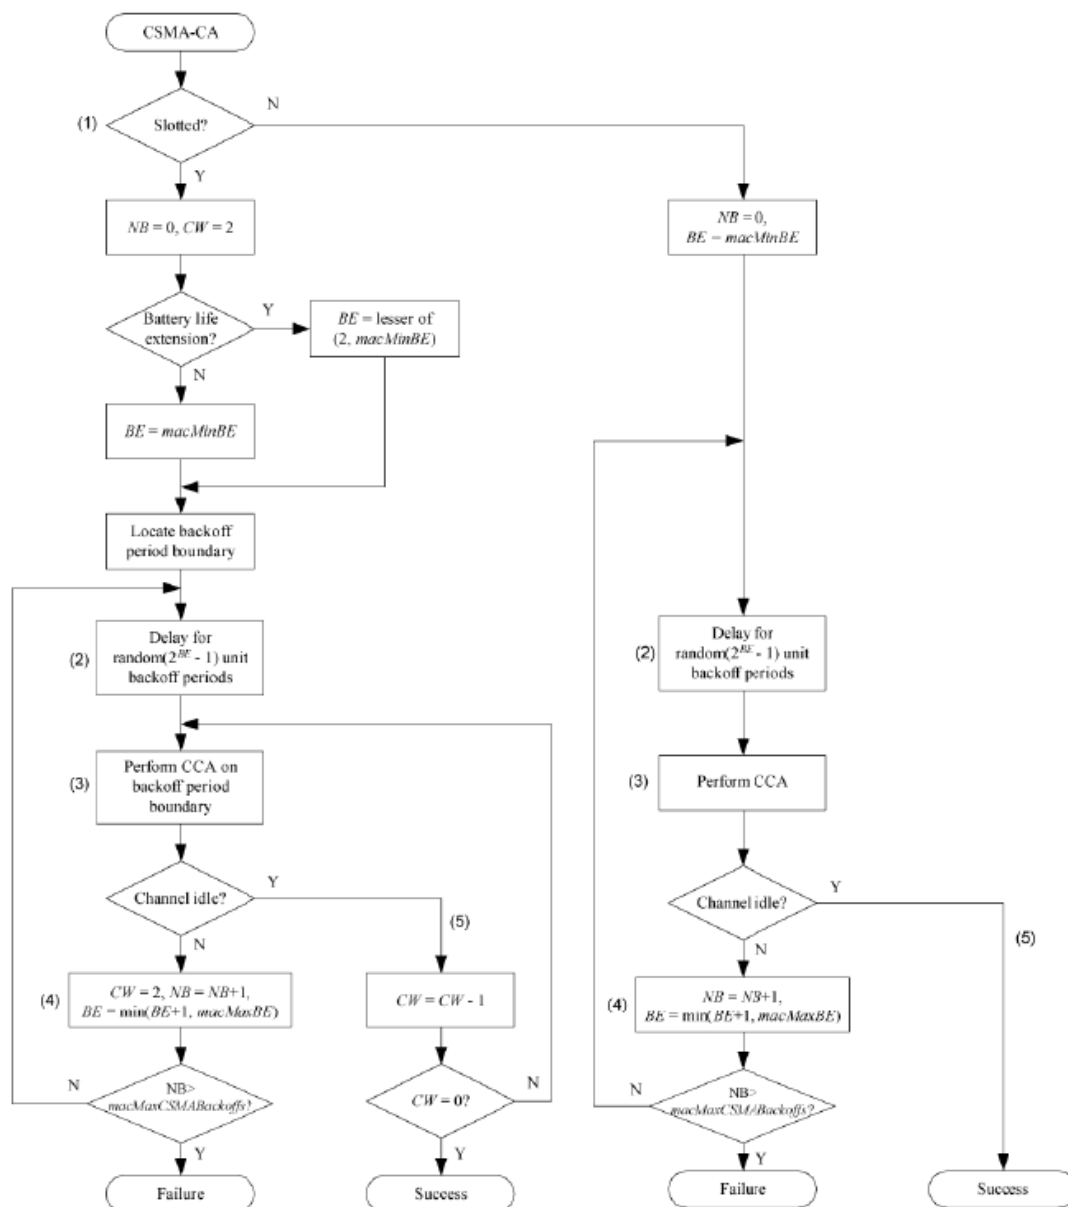 CSMA-CA
(1)
Slotted?
N
Y
NB = 0, CW = 2
NB = 0,
BE = macMinBE
Battery life
extension?
Y
BE = lesser of
(2, macMinBE)
N
BE = macMinBE
Locate backoff
period boundary
(2)
Delay for
random(2^BE - 1) unit
backoff periods
(2)
Delay for
random(2^BE - 1) unit
backoff periods
(3)
Perform CCA on
backoff period
boundary
(3)
Perform CCA
Channel idle?
Y
(5)
N
Channel idle?
Y
(5)
N
(4)
CW = 2, NB = NB+1,
BE = min(BE+1, macMaxBE)
CW = CW - 1
(4)
NB = NB+1,
BE = min(BE+1, macMaxBE)
N
NB>
macMaxCSMABackoffs?
Y
CW = 0?
N
Y
N
NB>
macMaxCSMABackoffs?
Y
Failure
Success
Failure
Success